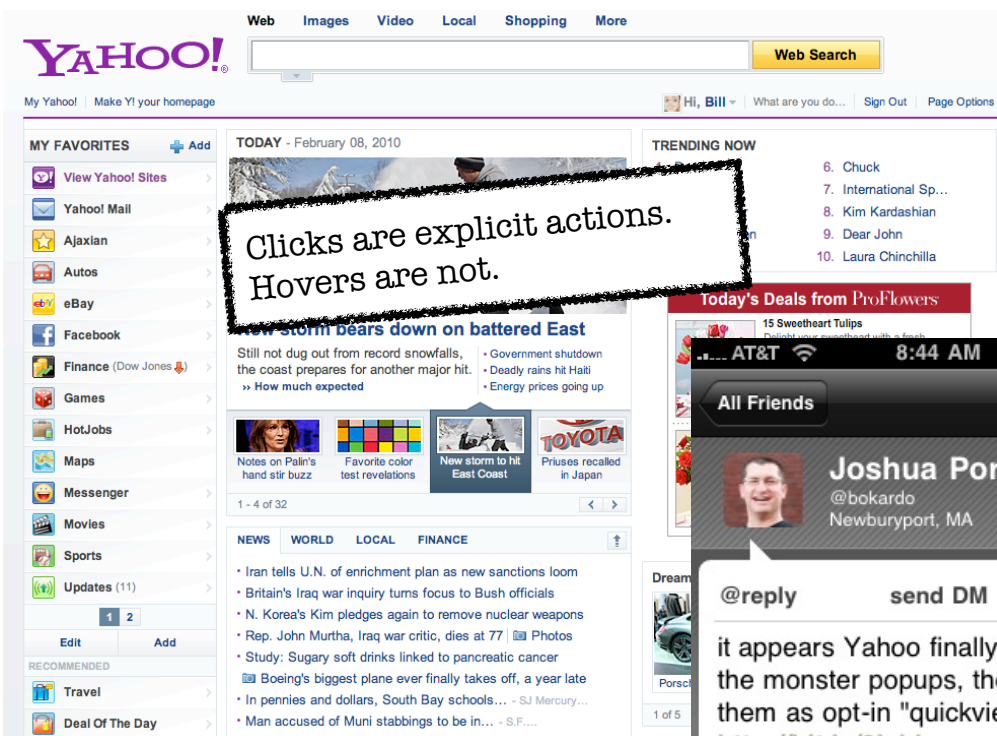 Web Images Video Local Shopping More
YAHOO!®
Web Search
My Yahoo! Make Y! your homepage
Hi, Bill What are you do... Sign Out Page Options
MY FAVORITES Add
View Yahoo! Sites
Yahoo! Mail
Ajaxian
Autos
eBay
Facebook
Finance (Dow Jones )
Games
HotJobs
Maps
Messenger
Movies
Sports
Updates (11)
1 2
Edit Add
RECOMMENDED
Travel
Deal Of The Day
TODAY - February 08, 2010
Clicks are explicit actions.
Hovers are not.
New storm bears down on battered East
Still not dug out from record snowfalls,
the coast prepares for another major hit.
›› How much expected
• Government shutdown
• Deadly rains hit Haiti
• Energy prices going up
TOYOTA
Notes on Palin's
hand stir buzz
Favorite color
test revelations
New storm to hit
East Coast
Priuses recalled
in Japan
1 - 4 of 32
NEWS WORLD LOCAL FINANCE
• Iran tells U.N. of enrichment plan as new sanctions loom
• Britain's Iraq war inquiry turns focus to Bush officials
• N. Korea's Kim pledges again to remove nuclear weapons
• Rep. John Murtha, Iraq war critic, dies at 77 Photos
• Study: Sugary soft drinks linked to pancreatic cancer
Boeing's biggest plane ever finally takes off, a year late
• In pennies and dollars, South Bay schools... - SJ Mercury...
• Man accused of Muni stabbings to be in... - S.F....
TRENDING NOW
6. Chuck
7. International Sp...
8. Kim Kardashian
9. Dear John
10. Laura Chinchilla
Today's Deals from ProFlowers
15 Sweetheart Tulips
Delight your sweetheart with a fresh
Dream
Porsc
1 of 5
AT&T 8:44 AM
All Friends
Joshua Por
@bokardo
Newburyport, MA
@reply send DM
it appears Yahoo finally
the monster popups, the
them as opt-in "quickvie